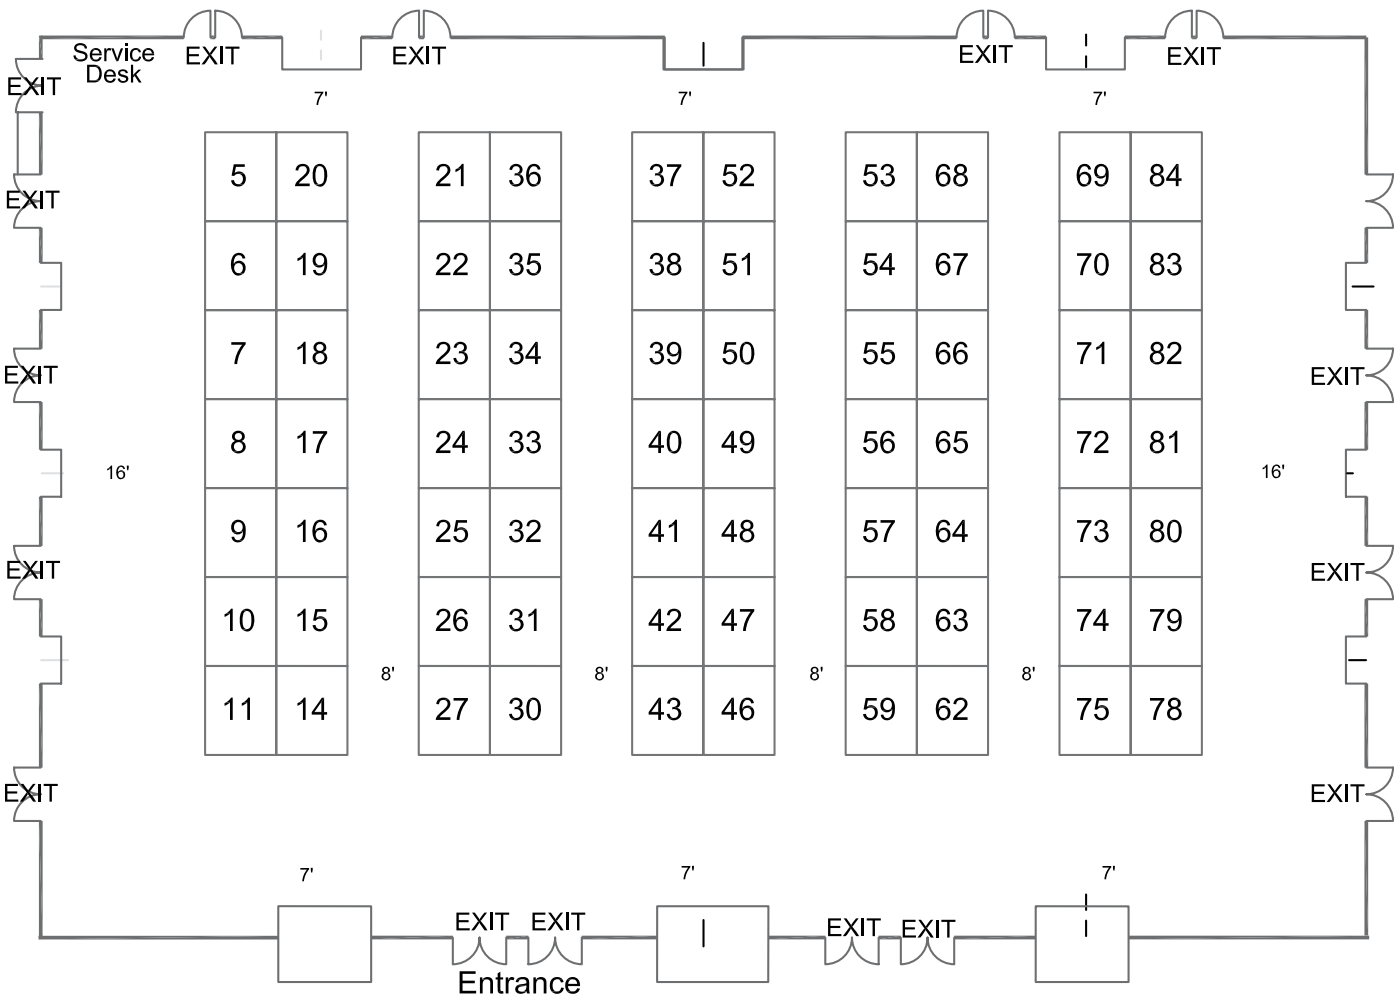 EXIT EXIT EXIT EXIT
Service
Desk
EXIT
7' 7' 7'
5 20 21 36 37 52 53 68 69 84
EXIT
6 19 22 35 38 51 54 67 70 83
7 18 23 34 39 50 55 66 71 82
EXIT EXIT
8 17 24 33 40 49 56 65 72 81
16' 16'
9 16 25 32 41 48 57 64 73 80
EXIT EXIT
10 15 26 31 42 47 58 63 74 79
8' 8' 8' 8'
11 14 27 30 43 46 59 62 75 78
EXIT EXIT
7' 7' 7'
EXIT EXIT EXIT EXIT
Entrance